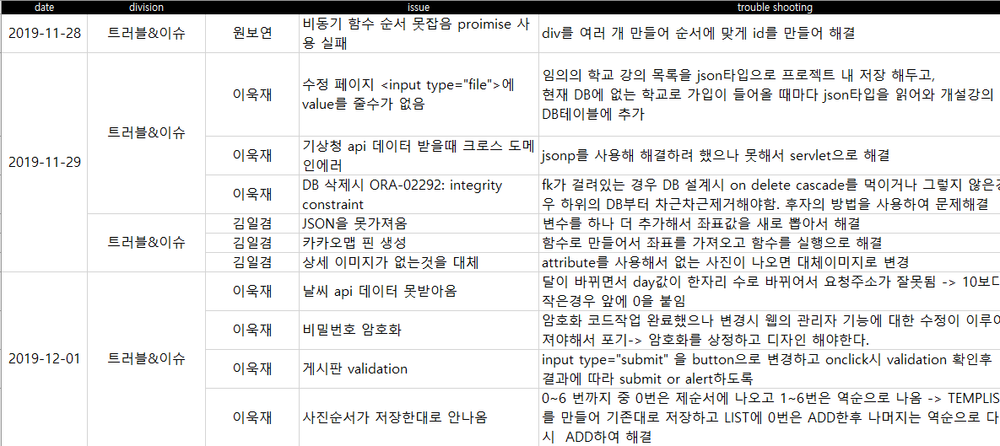 date division issue trouble shooting
2019-11-28 트러블&이슈 원보연
비동기 함수 순서 못잡음 proimise 사
용 실패
div를 여러 개 만들어 순서에 맞게 id를 만들어 해결
2019-11-29
트러블&이슈
이욱재
수정 페이지 <input type="file">에
value를 줄수가 없음
임의의 학교 강의 목록을 json타입으로 프로젝트 내 저장 해두고,
현재 DB에 없는 학교로 가입이 들어올 때마다 json타입을 읽어와 개설강의
DB테이블에 추가
이욱재
기상청 api 데이터 받을때 크로스 도메
인에러
jsonp를 사용해 해결하려 했으나 못해서 servlet으로 해결
이욱재
DB 삭제시 ORA-02292: integrity
constraint
fk가 걸려있는 경우 DB 설계시 on delete cascade를 먹이거나 그렇지 않은경
우 하위의 DB부터 차근차근제거해야함. 후자의 방법을 사용하여 문제해결
트러블&이슈
김일겸 JSON을 못가져옴 변수를 하나 더 추가해서 좌표값을 새로 뽑아서 해결
김일겸 카카오맵 핀 생성 함수로 만들어서 좌표를 가져오고 함수를 실행으로 해결
김일겸 상세 이미지가 없는것을 대체 attribute를 사용해서 없는 사진이 나오면 대체이미지로 변경
2019-12-01
트러블&이슈
이욱재 날씨 api 데이터 못받아옴
달이 바뀌면서 day값이 한자리 수로 바뀌어서 요청주소가 잘못됨 -> 10보다
작은경우 앞에 0을 붙임
이욱재 비밀번호 암호화
암호화 코드작업 완료했으나 변경시 웹의 관리자 기능에 대한 수정이 이루어
져야해서 포기-> 암호화를 상정하고 디자인 해야한다.
이욱재 게시판 validation
input type="submit" 을 button으로 변경하고 onclick시 validation 확인후
결과에 따라 submit or alert하도록
이욱재 사진순서가 저장한대로 안나옴
0~6 번까지 중 0번은 제순서에 나오고 1~6번은 역순으로 나옴 -> TEMPLIS
를 만들어 기존대로 저장하고 LIST에 0번은 ADD한후 나머지는 역순으로 다
시 ADD하여 해결